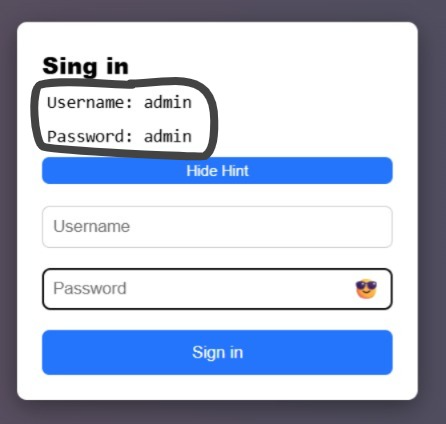 Sing in
Username: admin
Password: admin
Hide Hint
Username
Password
Sign in